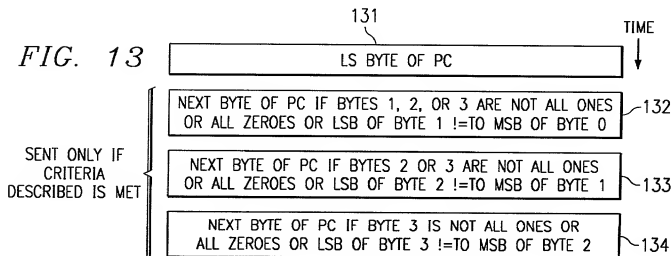 131
TIME
FIG. 13
LS BYTE OF PC
NEXT BYTE OF PC IF BYTES 1, 2, OR 3 ARE NOT ALL ONES
OR ALL ZEROES OR LSB OF BYTE 1 !=TO MSB OF BYTE 0
132
SENT ONLY IF
CRITERIA
DESCRIBED IS MET
NEXT BYTE OF PC IF BYTES 2 OR 3 ARE NOT ALL ONES
OR ALL ZEROES OR LSB OF BYTE 2 !=TO MSB OF BYTE 1
133
NEXT BYTE OF PC IF BYTE 3 IS NOT ALL ONES OR
ALL ZEROES OR LSB OF BYTE 3 !=TO MSB OF BYTE 2
134